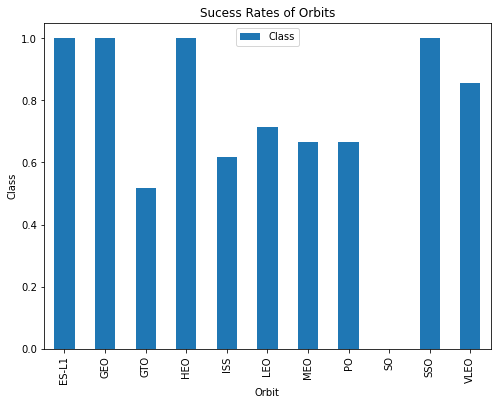 Sucess Rates of Orbits
Class
1.0
0.8
0.6
0.4
0.2
0.0
Class
ES-L1
GEO
GTO
HEO
ISS
LEO
MEO
PO
SO
SSO
VLEO
Orbit